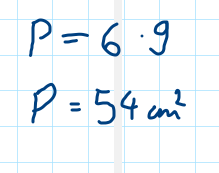 P = 6 · 9
P = 54 cm²